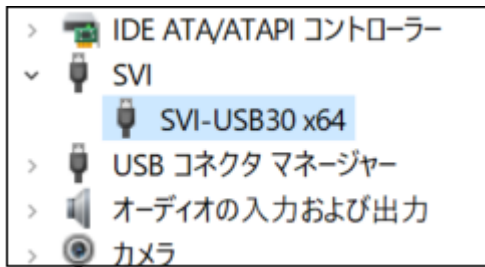 IDE ATA/ATAPI コントローラー
SVI
SVI-USB30 x64
USB コネクタ マネージャー
オーディオの入力および出力
カメラ